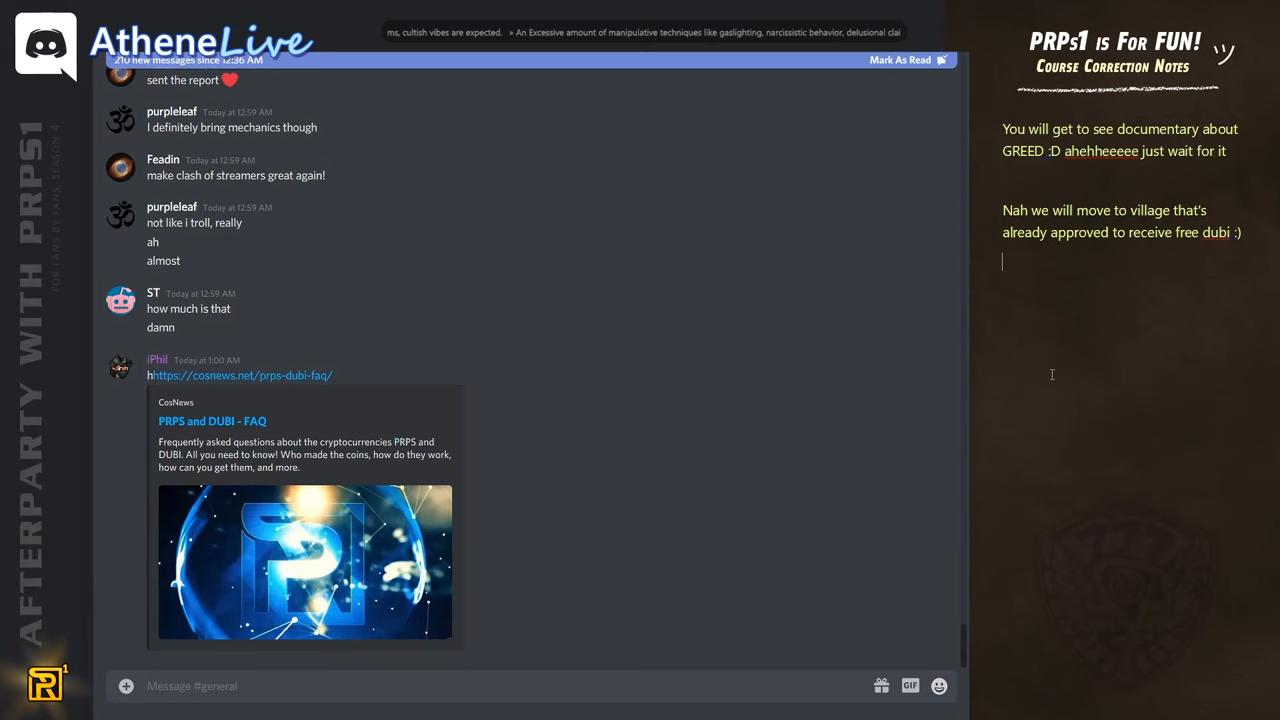 AtheneLive
ms, cultish vibes are expected. » An Excessive amount of manipulative techniques like gaslighting, narcissistic behavior, delusional clai
210 new messages since 12:36 AM
Mark As Read
sent the report
purpleleaf Today at 12:59 AM
I definitely bring mechanics though
Feadin Today at 12:59 AM
make clash of streamers great again!
purpleleaf Today at 12:59 AM
not like i troll, really
ah
almost
ST Today at 12:59 AM
how much is that
damn
iPhil Today at 1:00 AM
hhttps://cosnews.net/prps-dubi-faq/
CosNews
PRPS and DUBI - FAQ
Frequently asked questions about the cryptocurrencies PRPS and
DUBI. All you need to know! Who made the coins, how do they work,
how can you get them, and more.
Message #general
GIF
PRPs1 is For FUN!
Course Correction Notes
ツ
You will get to see documentary about
GREED :D ahehheeeee just wait for it
Nah we will move to village that's
already approved to receive free dubi :)
AFTERPARTY WITH PRPS1
FOR FANS BY FANS, SEASON 4